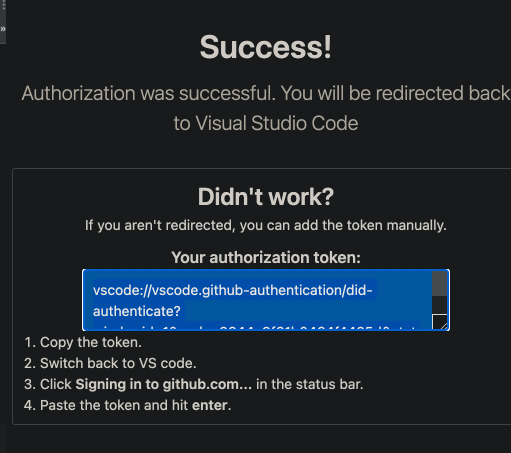 Success!
Authorization was successful. You will be redirected back
to Visual Studio Code
Didn't work?
If you aren't redirected, you can add the token manually.
Your authorization token:
vscode://vscode.github-authentication/did-
authenticate?
1. Copy the token.
2. Switch back to VS code.
3. Click Signing in to github.com... in the status bar.
4. Paste the token and hit enter.